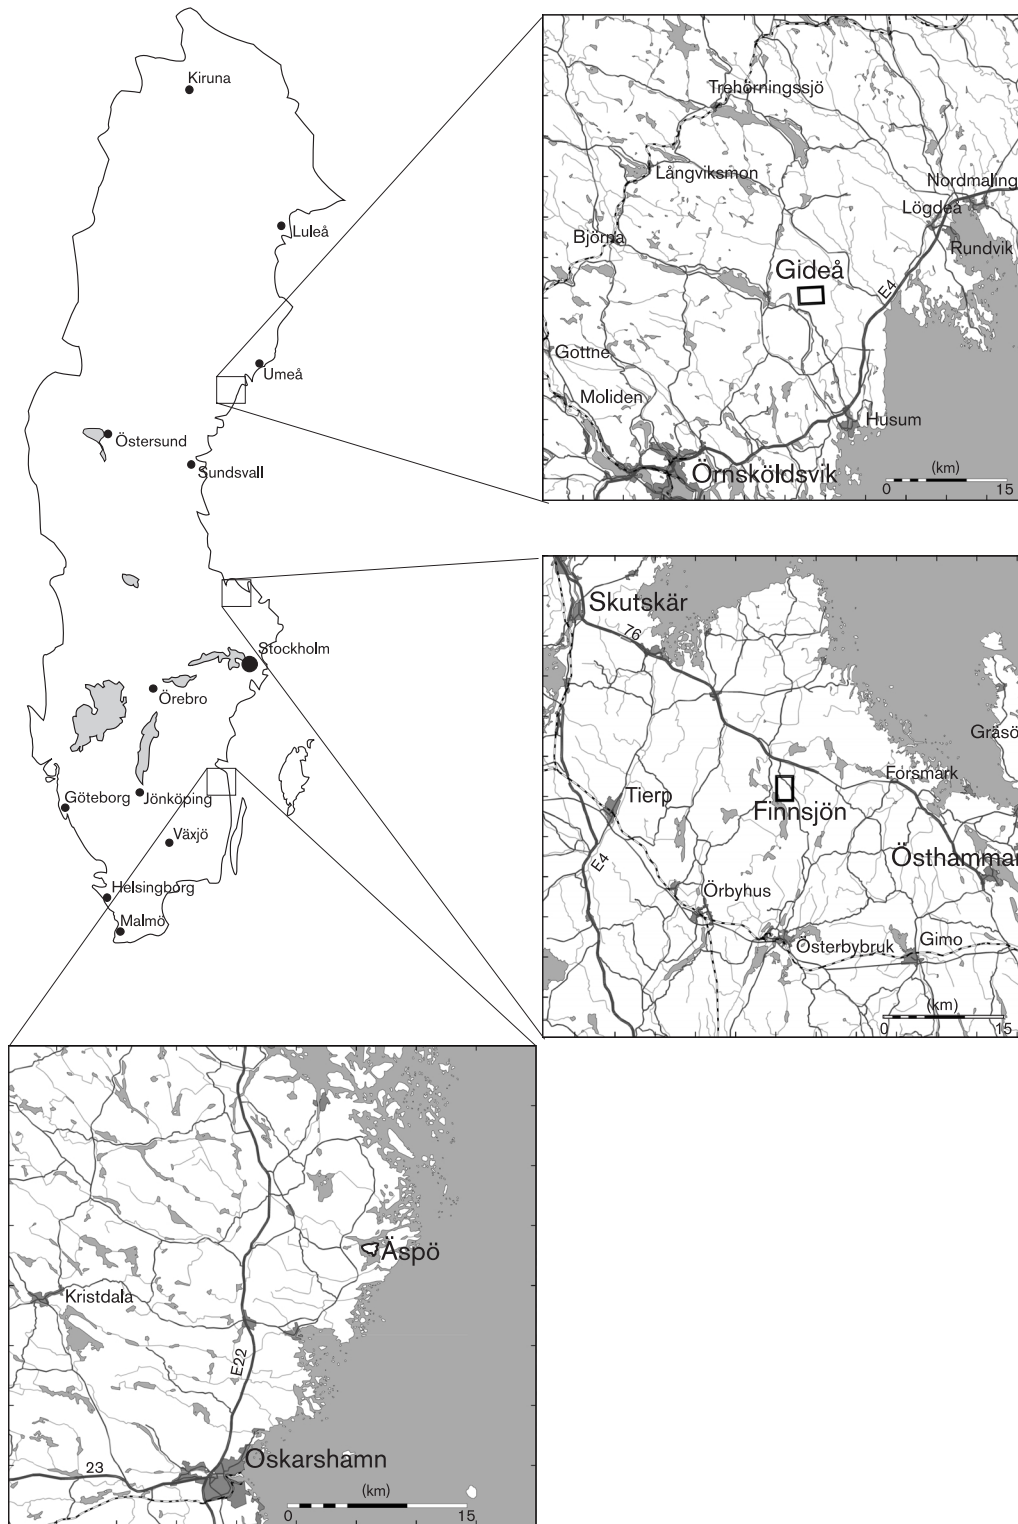 Kiruna
Luleå
Umeå
Östersund
Sundsvall
Stockholm
Örebro
Göteborg
Jönköping
Växjö
Helsingborg
Malmö
Trehörningssjö
Långviksmon
Nordmaling
Lögdeå
Björna
Rundvik
Gideå
E4
Gottne
Moliden
Husum
Örnsköldsvik
(km)
0 15
Skutskär
76
Gräsö
Forsmark
Tierp
Finnsjön
E4
Östhammar
Örbyhus
Österbybruk
Gimo
(km)
0 15
Äspö
Kristdala
E22
Oskarshamn
23
(km)
0 15